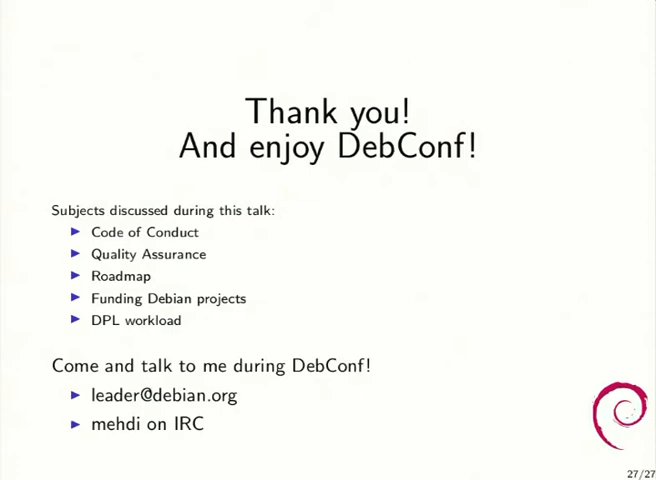 Thank you!
And enjoy DebConf!
Subjects discussed during this talk:
Code of Conduct
Quality Assurance
Roadmap
Funding Debian projects
DPL workload
Come and talk to me during DebConf!
leader@debian.org
mehdi on IRC
27/27